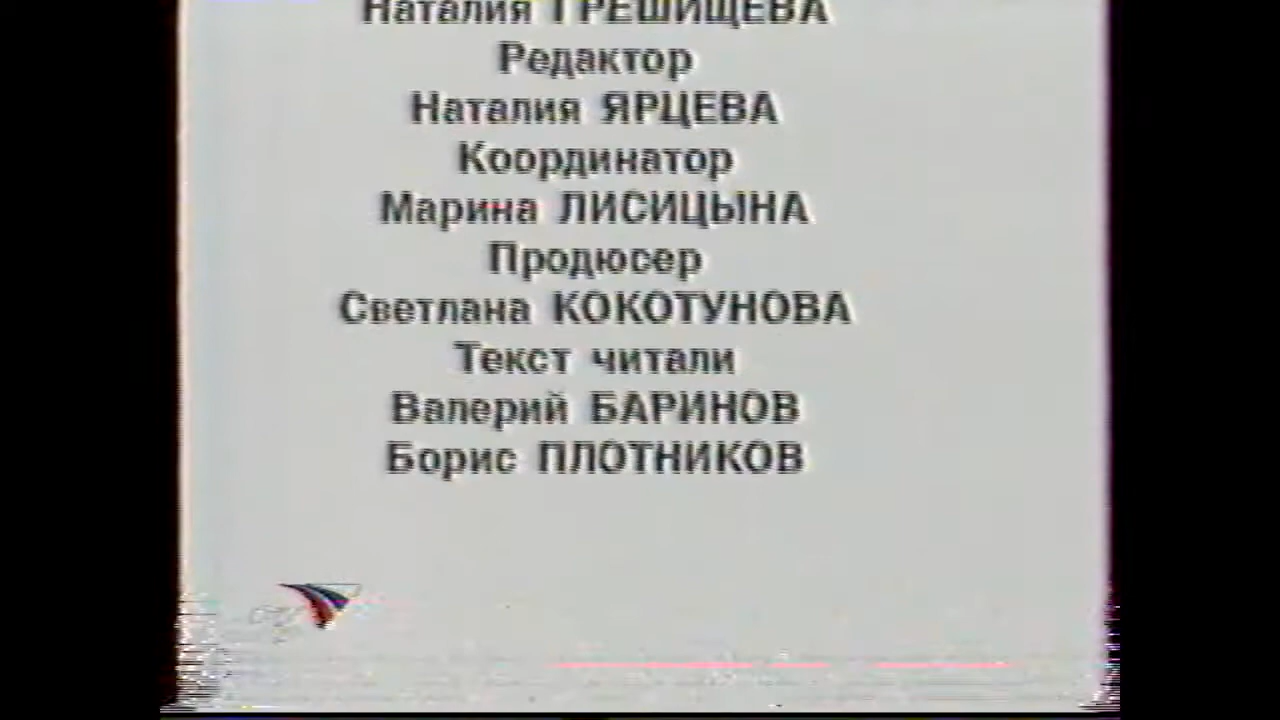 Наталия ГРЕШИЩЕВА
Редактор
Наталия ЯРЦЕВА
Координатор
Марина ЛИСИЦЫНА
Продюсер
Светлана КОКОТУНОВА
Текст читали
Валерий БАРИНОВ
Борис ПЛОТНИКОВ